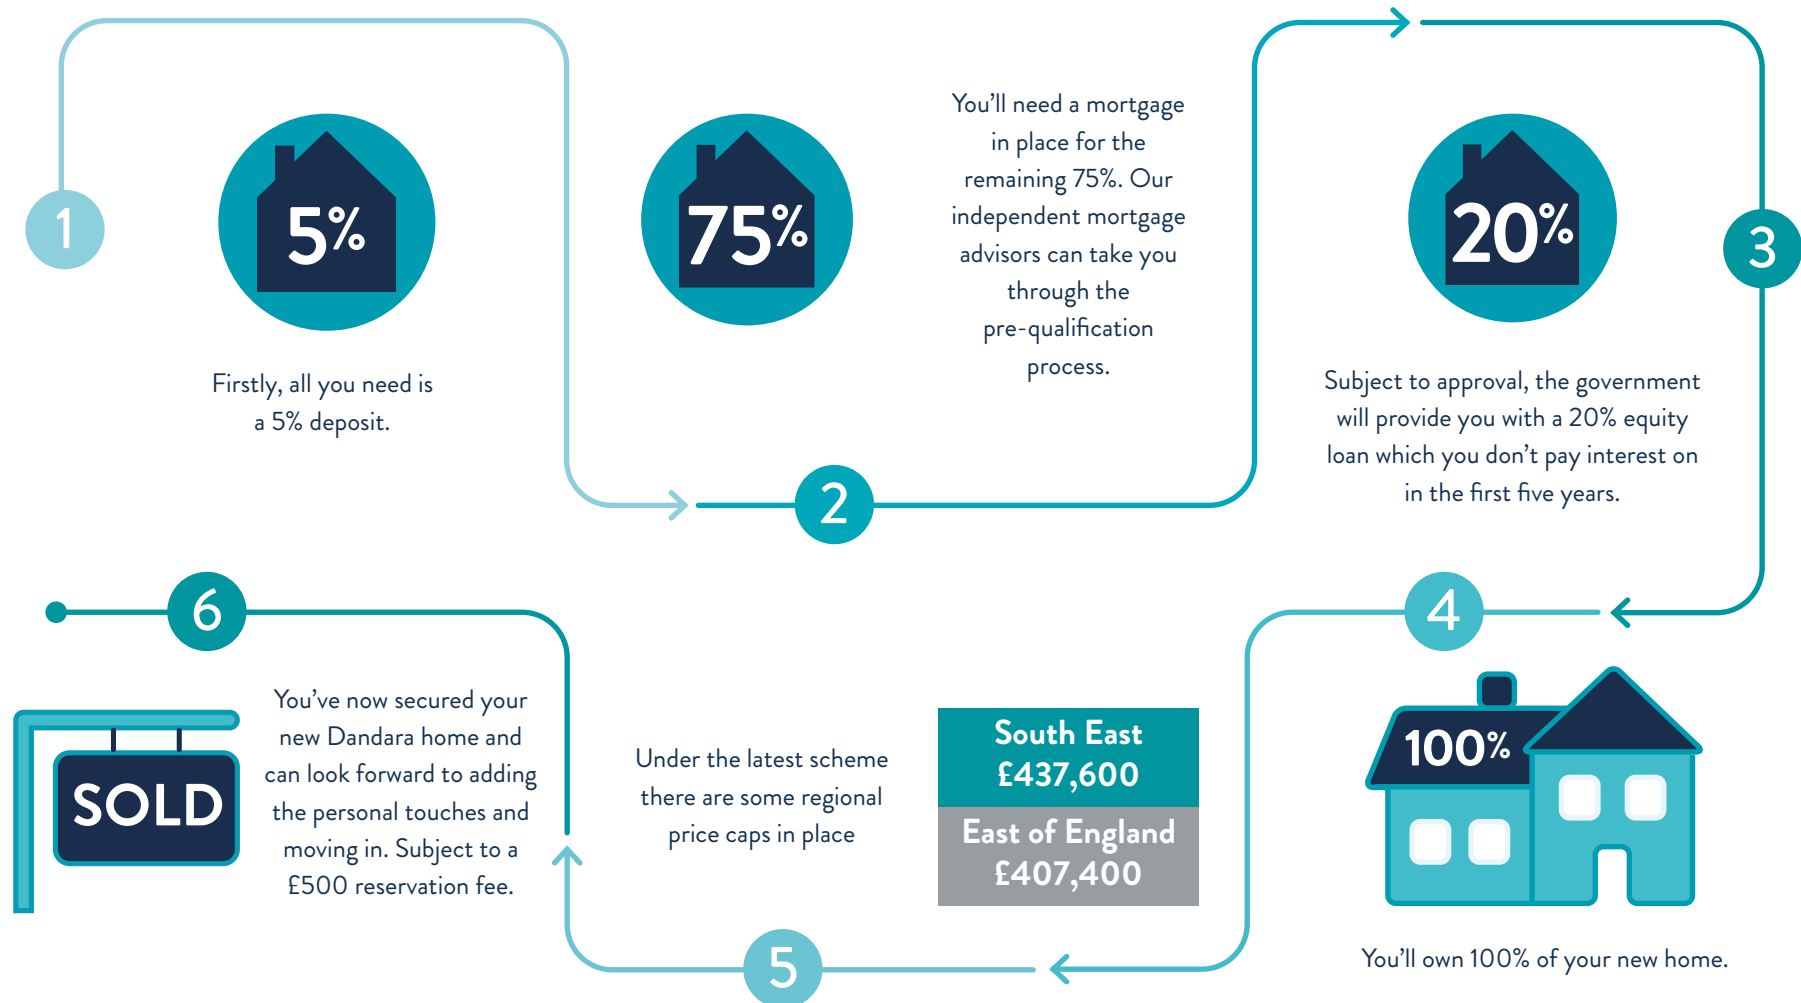 1
5%
Firstly, all you need is
a 5% deposit.
75%
You'll need a mortgage
in place for the
remaining 75%. Our
independent mortgage
advisors can take you
through the
pre-qualification
process.
2
20%
Subject to approval, the government
will provide you with a 20% equity
loan which you don't pay interest on
in the first five years.
3
4
100%
You'll own 100% of your new home.
South East
£437,600
East of England
£407,400
Under the latest scheme
there are some regional
price caps in place
5
6
SOLD
You've now secured your
new Dandara home and
can look forward to adding
the personal touches and
moving in. Subject to a
£500 reservation fee.